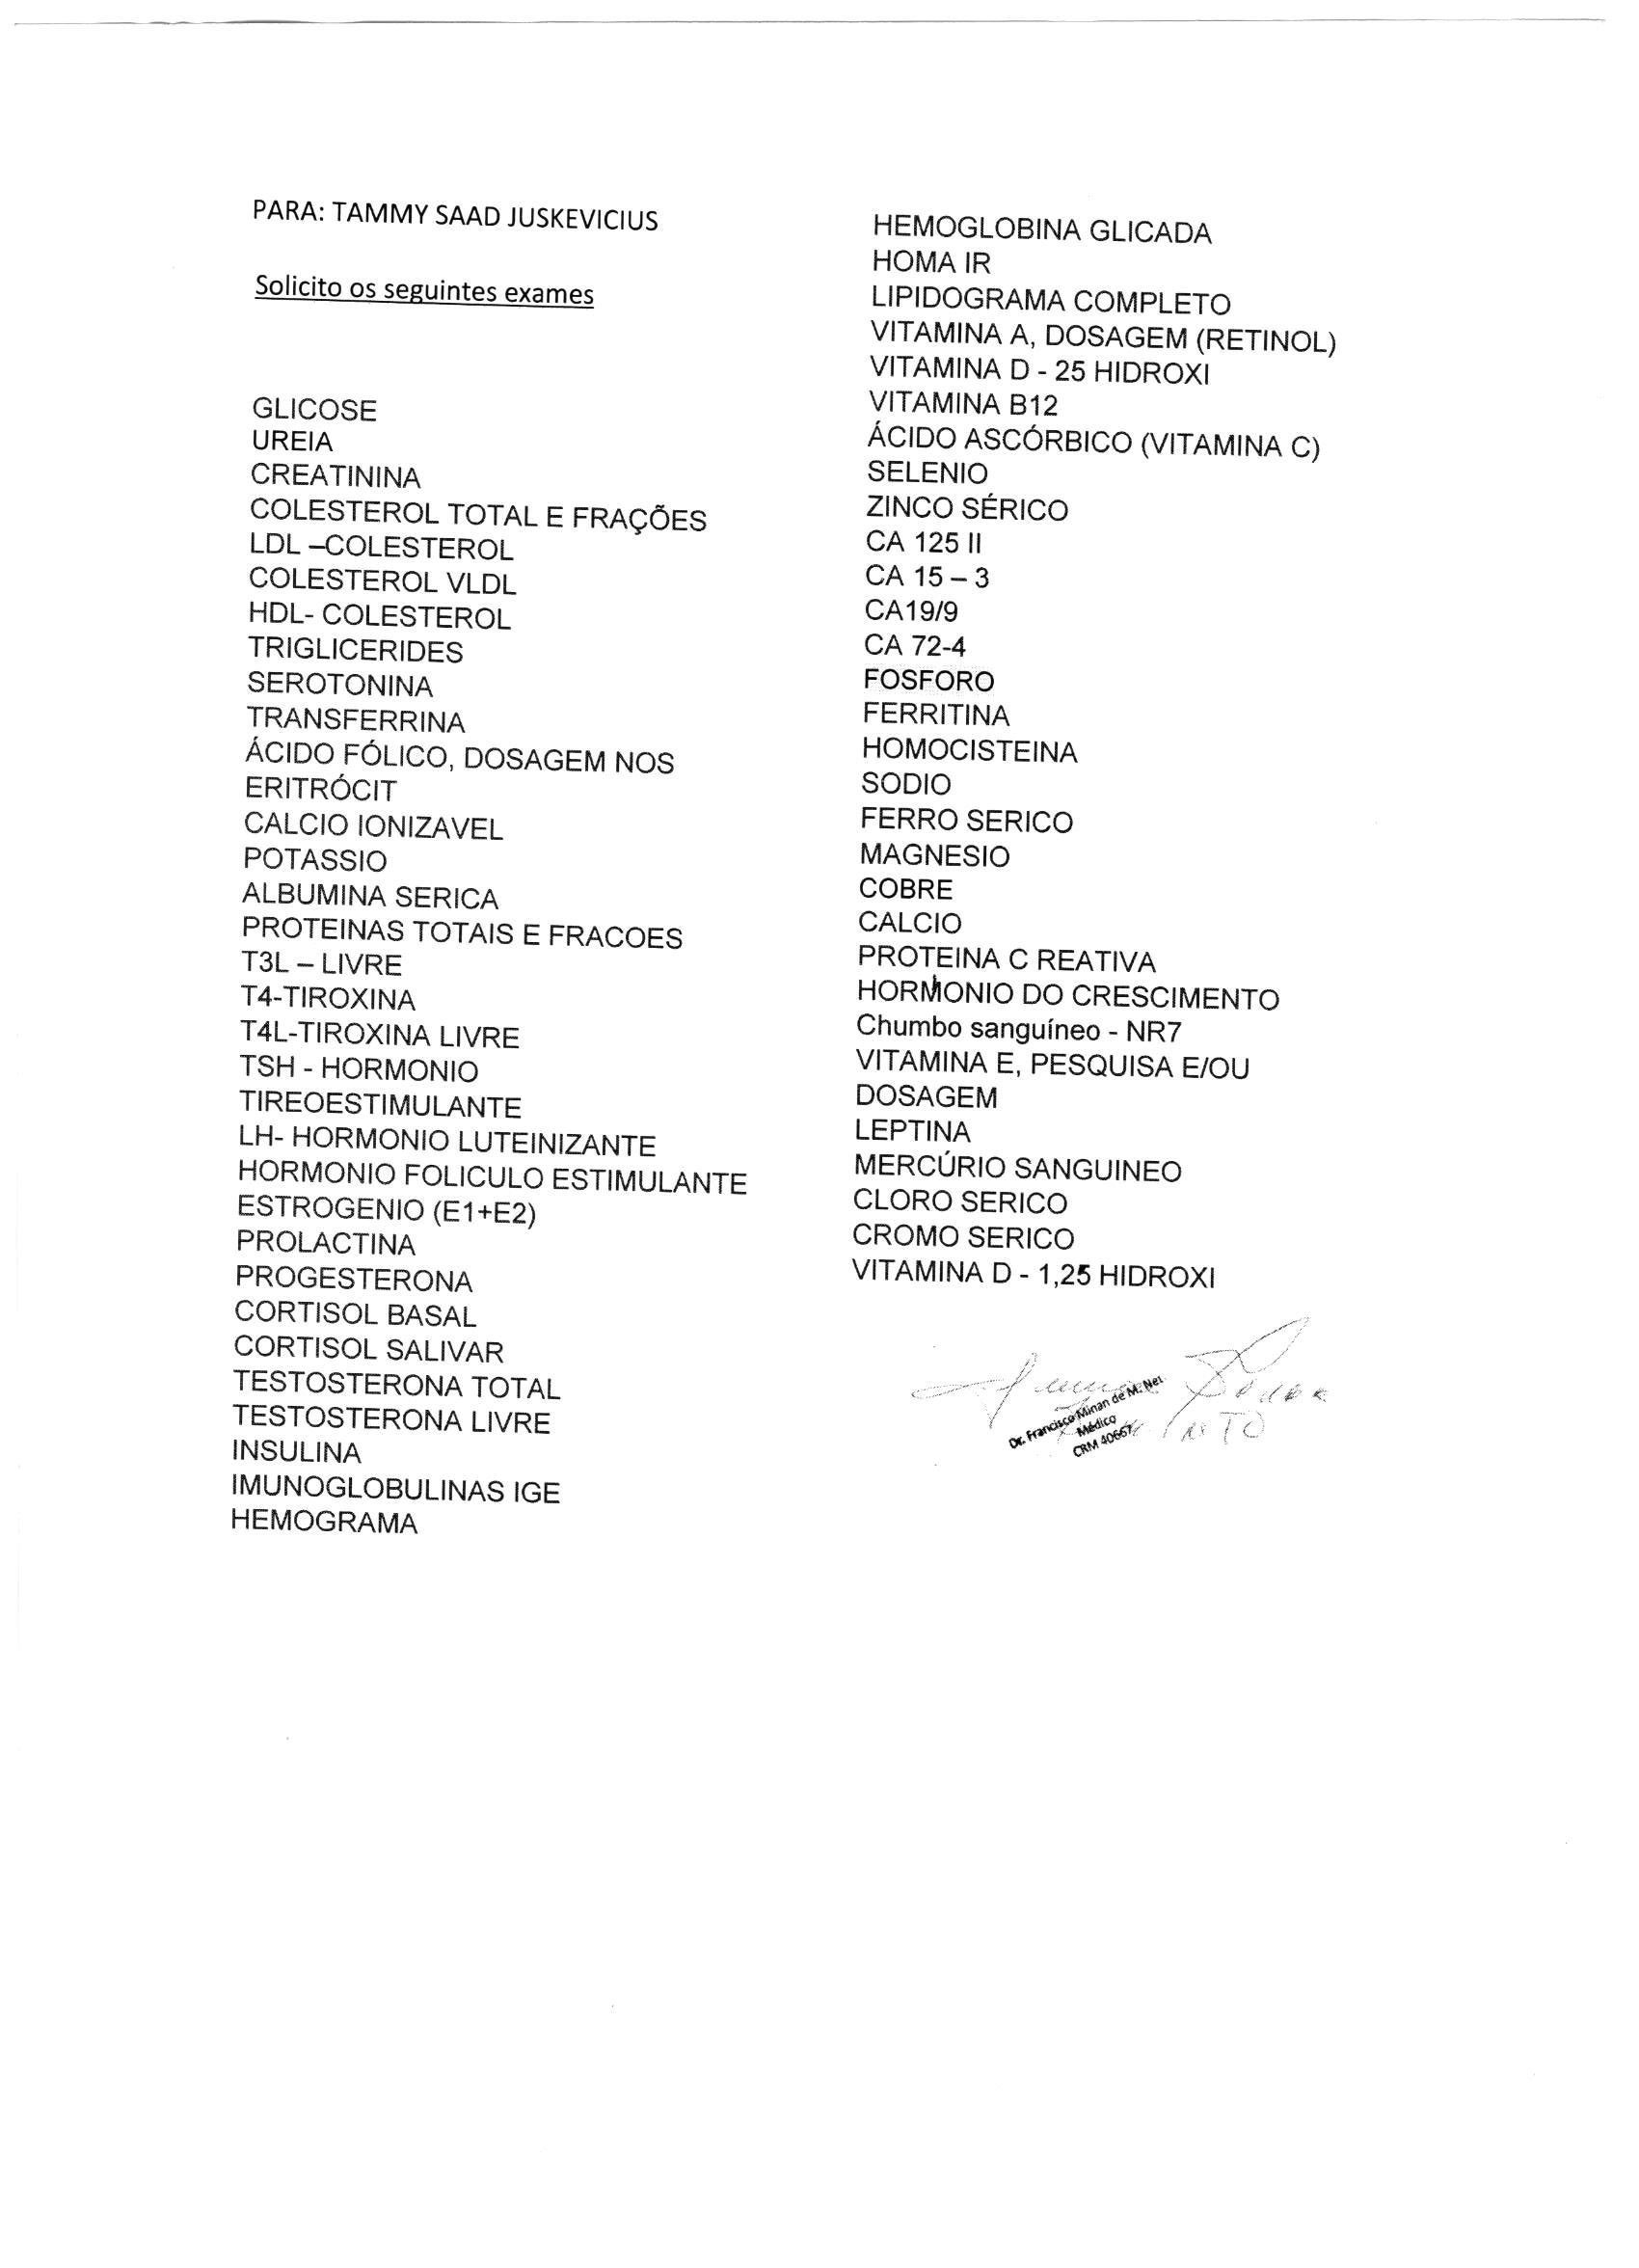 PARA: TAMMY SAAD JUSKEVICIUS
Solicito os seguintes exames
GLICOSE
UREIA
CREATININA
COLESTEROL TOTAL E FRAÇÕES
LDL –COLESTEROL
COLESTEROL VLDL
HDL- COLESTEROL
TRIGLICERIDES
SEROTONINA
TRANSFERRINA
ÁCIDO FÓLICO, DOSAGEM NOS
ERITRÓCIT
CALCIO IONIZAVEL
POTASSIO
ALBUMINA SERICA
PROTEINAS TOTAIS E FRACOES
T3L – LIVRE
T4-TIROXINA
T4L-TIROXINA LIVRE
TSH - HORMONIO
TIREOESTIMULANTE
LH- HORMONIO LUTEINIZANTE
HORMONIO FOLICULO ESTIMULANTE
ESTROGENIO (E1+E2)
PROLACTINA
PROGESTERONA
CORTISOL BASAL
CORTISOL SALIVAR
TESTOSTERONA TOTAL
TESTOSTERONA LIVRE
INSULINA
IMUNOGLOBULINAS IGE
HEMOGRAMA
HEMOGLOBINA GLICADA
HOMA IR
LIPIDOGRAMA COMPLETO
VITAMINA A, DOSAGEM (RETINOL)
VITAMINA D - 25 HIDROXI
VITAMINA B12
ÁCIDO ASCÓRBICO (VITAMINA C)
SELENIO
ZINCO SÉRICO
CA 125 II
CA 15 – 3
CA19/9
CA 72-4
FOSFORO
FERRITINA
HOMOCISTEINA
SODIO
FERRO SERICO
MAGNESIO
COBRE
CALCIO
PROTEINA C REATIVA
HORMONIO DO CRESCIMENTO
Chumbo sanguíneo - NR7
VITAMINA E, PESQUISA E/OU
DOSAGEM
LEPTINA
MERCÚRIO SANGUINEO
CLORO SERICO
CROMO SERICO
VITAMINA D - 1,25 HIDROXI
Dr. Francisco Minan de M. Net
Médico
CRM 40667